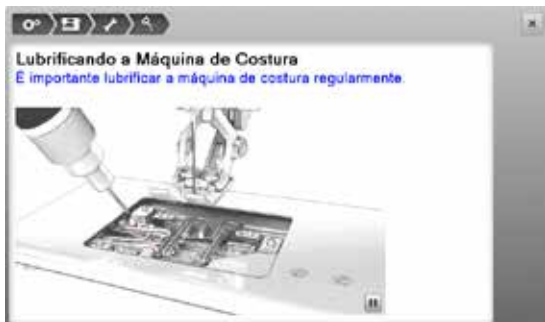 Lubrificando a Máquina de Costura
É importante lubrificar a máquina de costura regularmente.